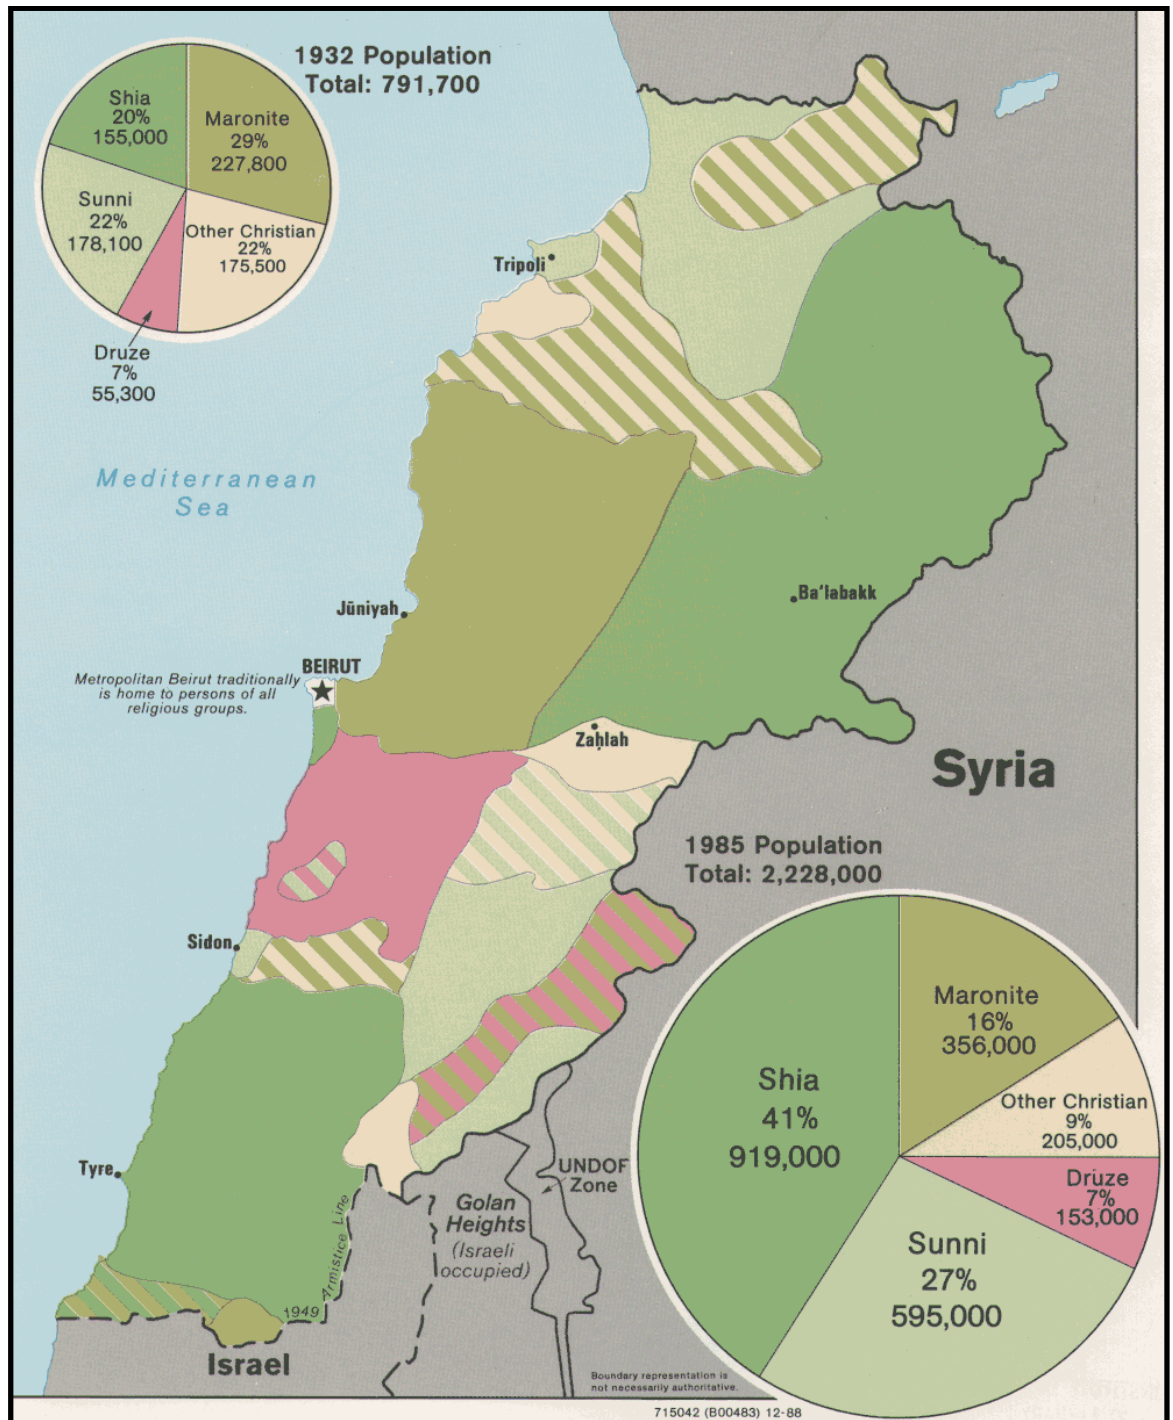 1932 Population
Total: 791,700
Shia
20%
155,000
Maronite
29%
227,800
Sunni
22%
178,100
Other Christian
22%
175,500
Druze
7%
55,300
Tripoli
Mediterranean
Sea
Ba'labakk
Jūniyah
BEIRUT
Metropolitan Beirut traditionally
is home to persons of all
religious groups.
Zaḩlah
Syria
1985 Population
Total: 2,228,000
Sidon
Maronite
16%
356,000
Shia
41%
919,000
Other Christian
9%
205,000
Druze
7%
153,000
Sunni
27%
595,000
Tyre
UNDOF
Zone
Golan
Heights
(Israeli
occupied)
1949 Armistice Line
Israel
Boundary representation is
not necessarily authoritative.
715042 (B00483) 12-88